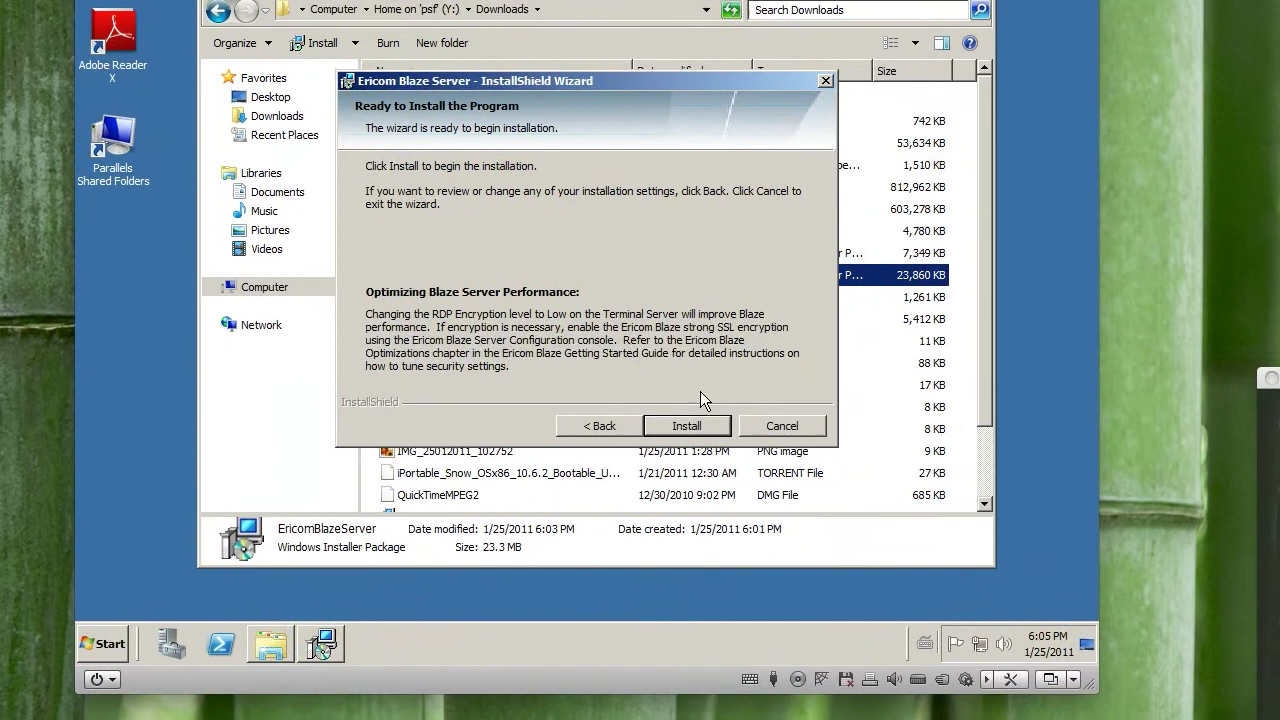 Computer Home on 'psf' (Y:) Downloads
Search Downloads
Organize Install Burn New folder
Size
Adobe Reader
X
Parallels
Shared Folders
Favorites
Desktop
Downloads
Recent Places
Libraries
Documents
Music
Pictures
Videos
Computer
Network
Ericom Blaze Server - InstallShield Wizard
Ready to Install the Program
The wizard is ready to begin installation.
Click Install to begin the installation.
If you want to review or change any of your installation settings, click Back. Click Cancel to
exit the wizard.
Optimizing Blaze Server Performance:
Changing the RDP Encryption level to Low on the Terminal Server will improve Blaze
performance. If encryption is necessary, enable the Ericom Blaze strong SSL encryption
using the Ericom Blaze Server Configuration console. Refer to the Ericom Blaze
Optimizations chapter in the Ericom Blaze Getting Started Guide for detailed instructions on
how to tune security settings.
InstallShield
< Back Install Cancel
742 KB
53,634 KB
pe... 1,510 KB
812,962 KB
603,278 KB
4,780 KB
r P... 7,349 KB
r P... 23,860 KB
1,261 KB
5,412 KB
11 KB
88 KB
17 KB
8 KB
8 KB
IMG_25012011_102752 1/25/2011 1:28 PM PNG image 9 KB
iPortable_Snow_OSx86_10.6.2_Bootable_U... 1/21/2011 12:30 AM TORRENT File 27 KB
QuickTimeMPEG2 12/30/2010 9:02 PM DMG File 685 KB
EricomBlazeServer Date modified: 1/25/2011 6:03 PM Date created: 1/25/2011 6:01 PM
Windows Installer Package Size: 23.3 MB
Start
6:05 PM
1/25/2011